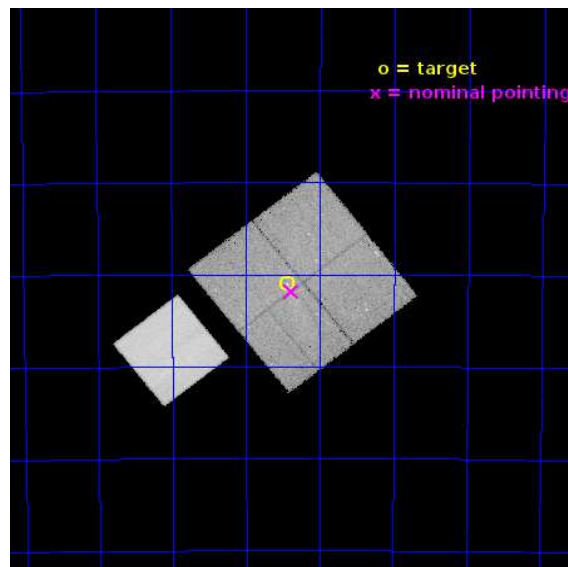 o = target
x = nominal pointing